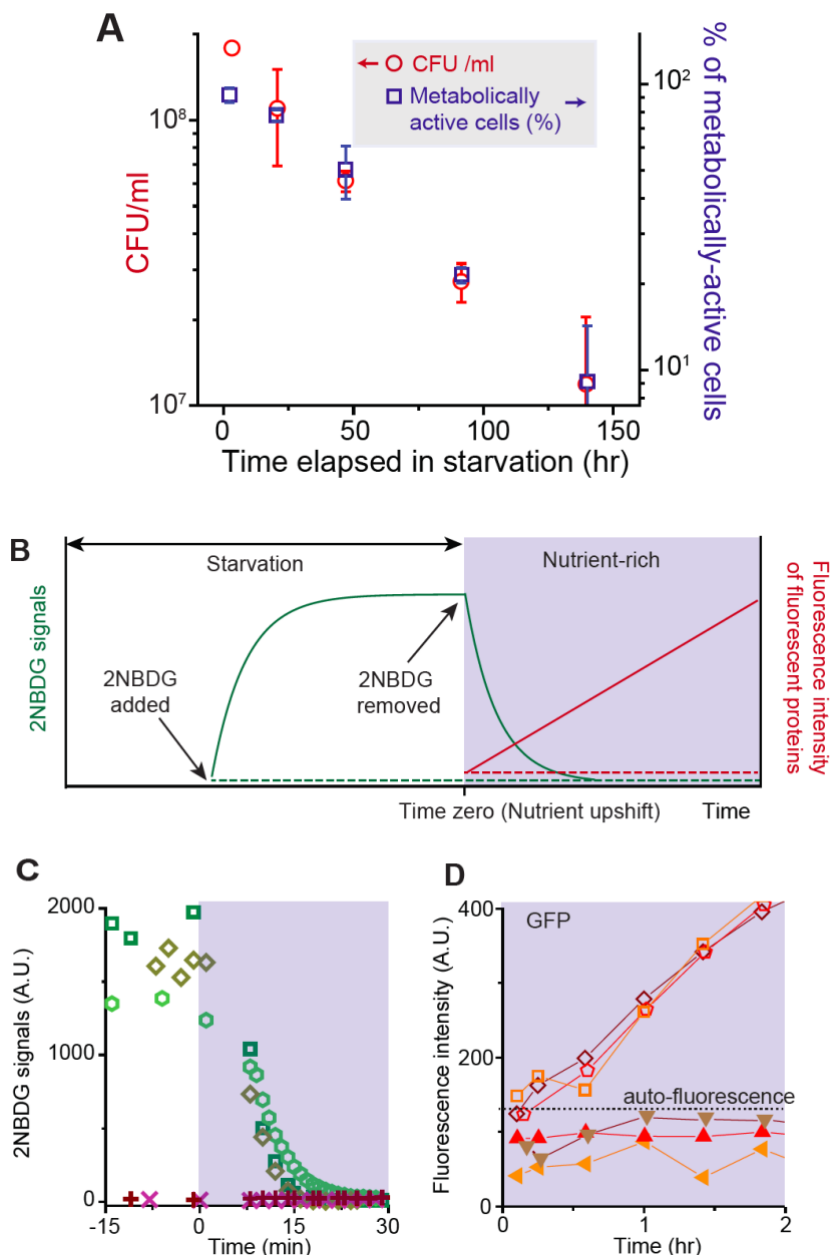 A
CFU /ml
Metabolically
active cells (%)
10^8
10^7
CFU/ml
10^2
10^1
% of metabolically-active cells
0
50
100
150
Time elapsed in starvation (hr)
B
Starvation
Nutrient-rich
2NBDG signals
2NBDG
added
2NBDG
removed
Fluorescence intensity
of fluorescent proteins
Time zero (Nutrient upshift)
Time
C
2000
1000
0
2NBDG signals (A.U.)
-15
0
15
30
Time (min)
D
GFP
400
200
0
Fluorescence intensity (A.U.)
auto-fluorescence
0
1
2
Time (hr)